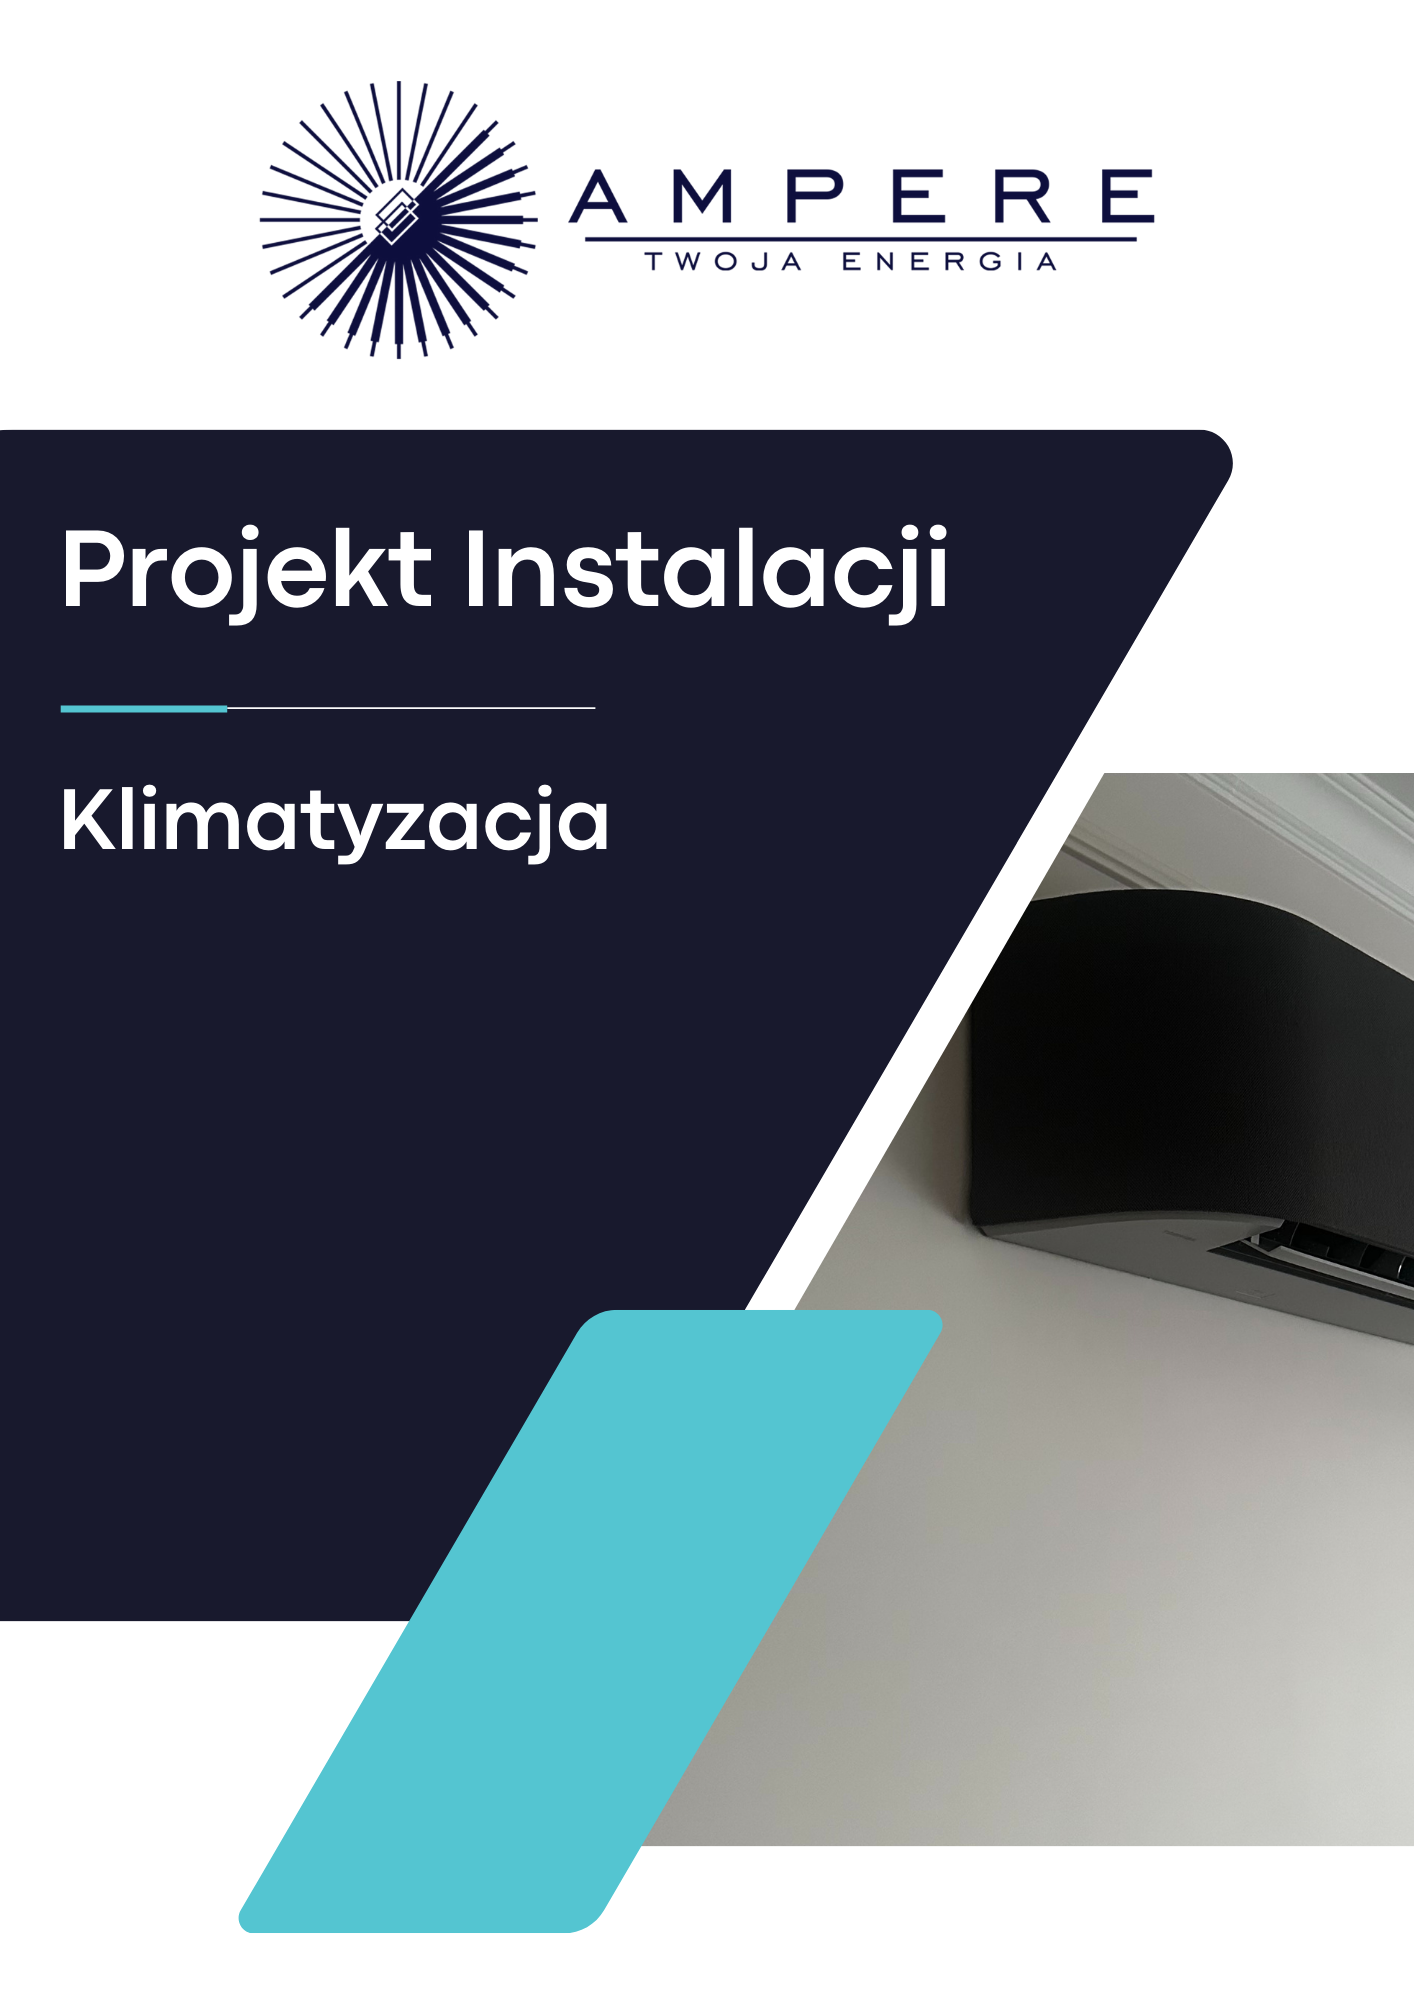 AMPERE
TWOJA ENERGIA
Projekt Instalacji
Klimatyzacja